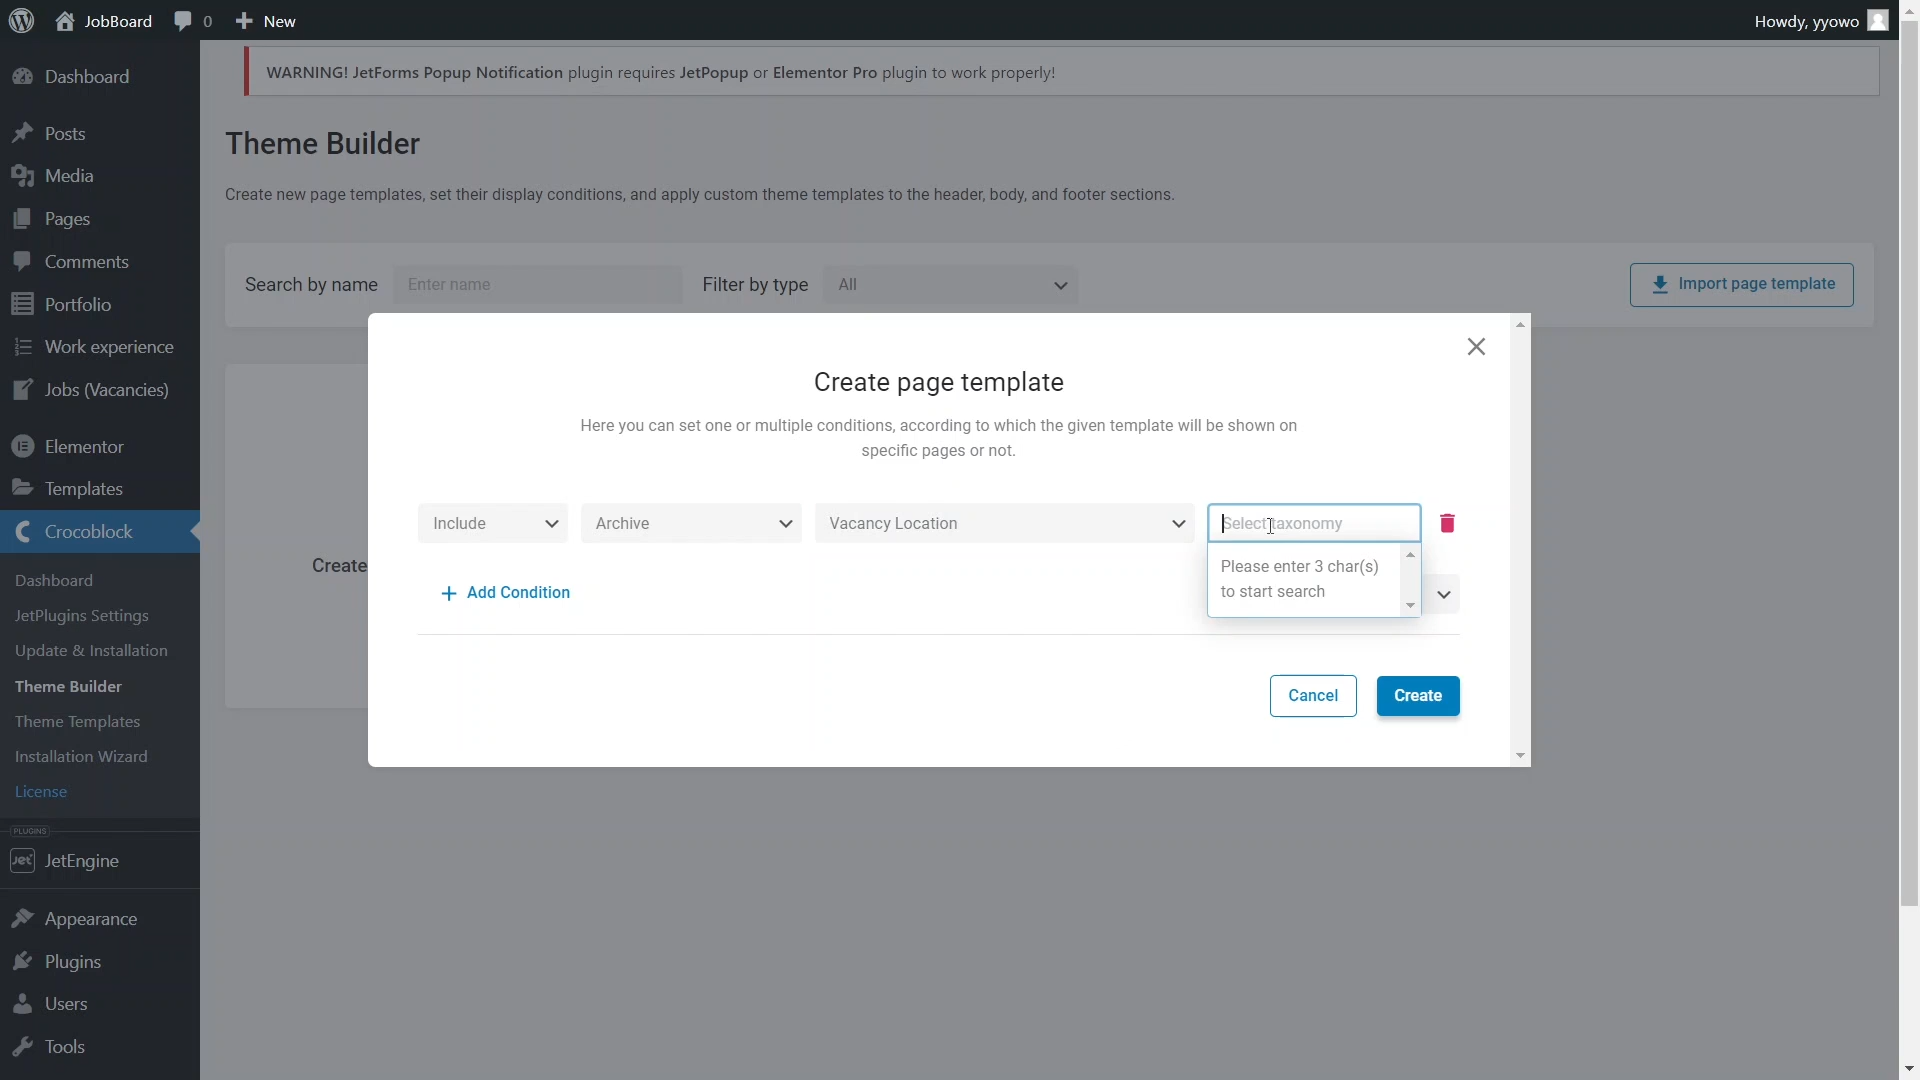 JobBoard
0
New
Howdy, yyowo
Dashboard
Posts
Media
Pages
Comments
Portfolio
Work experience
Jobs (Vacancies)
Elementor
Templates
Crocoblock
Dashboard
JetPlugins Settings
Update & Installation
Theme Builder
Theme Templates
Installation Wizard
License
PLUGINS
Jet
JetEngine
Appearance
Plugins
Users
Tools
WARNING! JetForms Popup Notification plugin requires JetPopup or Elementor Pro plugin to work properly!
Theme Builder
Create new page templates, set their display conditions, and apply custom theme templates to the header, body, and footer sections.
Search by name
Enter name
Filter by type
All
Import page template
Create
Create page template
Here you can set one or multiple conditions, according to which the given template will be shown on
specific pages or not.
Include
Archive
Vacancy Location
Select taxonomy
Please enter 3 char(s)
to start search
Add Condition
Cancel
Create